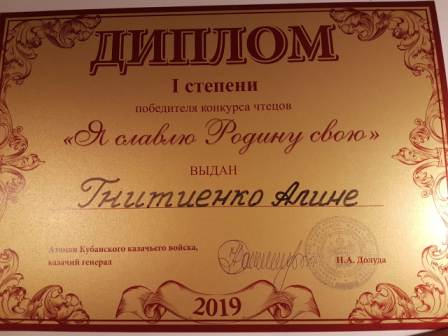 ДИПЛОМ
I степени
победителя конкурса чтецов
«Я славлю Родину свою»
ВЫДАН
Гнитиенко Алине
Атаман Кубанского казачьего войска,
казачий генерал
Н.А. Долуда
2019